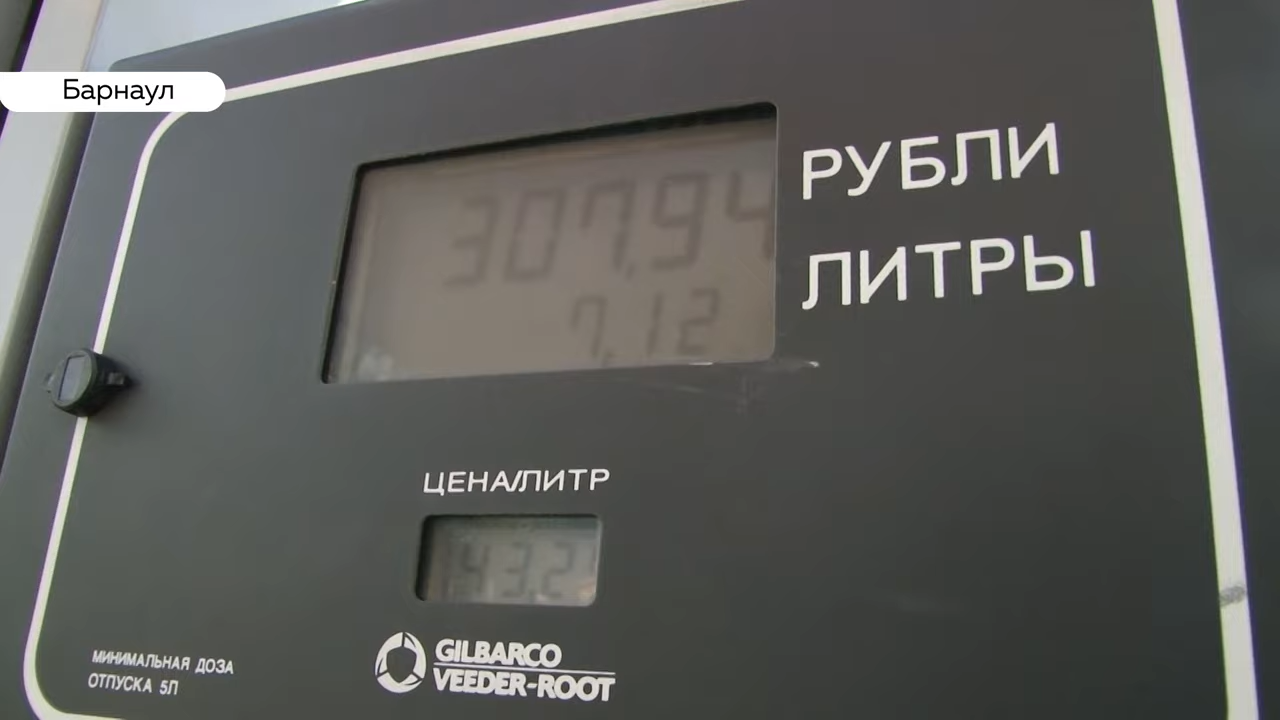 Барнаул
307.94
РУБЛИ
7.12
ЛИТРЫ
ЦЕНА/ЛИТР
43.2
GILBARCO
VEEDER-ROOT
МИНИМАЛЬНАЯ ДОЗА
ОТПУСКА 5Л